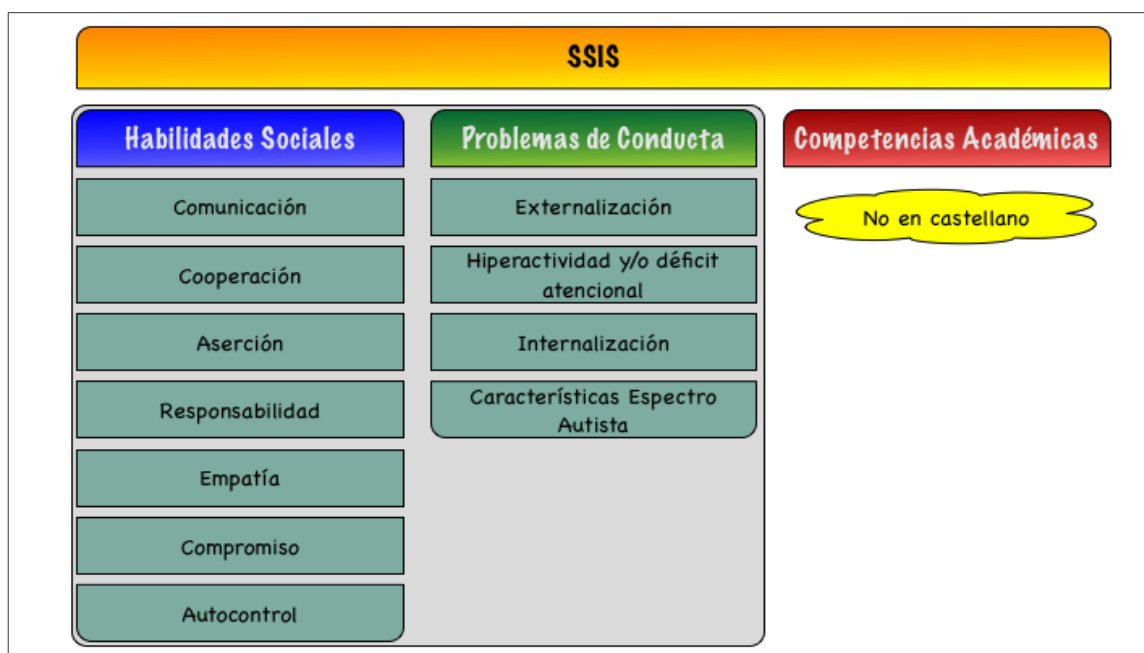 SSIS
Habilidades Sociales
Comunicación
Cooperación
Aserción
Responsabilidad
Empatía
Compromiso
Autocontrol
Problemas de Conducta
Externalización
Hiperactividad y/o déficit
atencional
Internalización
Características Espectro
Autista
Competencias Académicas
No en castellano